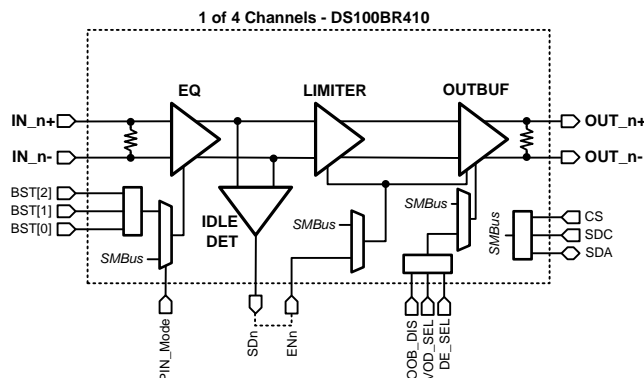 1 of 4 Channels - DS100BR410
EQ
LIMITER
OUTBUF
IN_n+
OUT_n+
IN_n-
OUT_n-
BST[2]
BST[1]
BST[0]
IDLE
DET
SMBus
SMBus
SMBus
SMBus
CS
SDC
SDA
PIN_Mode
SDn
ENn
OOB_DIS
VOD_SEL
DE_SEL